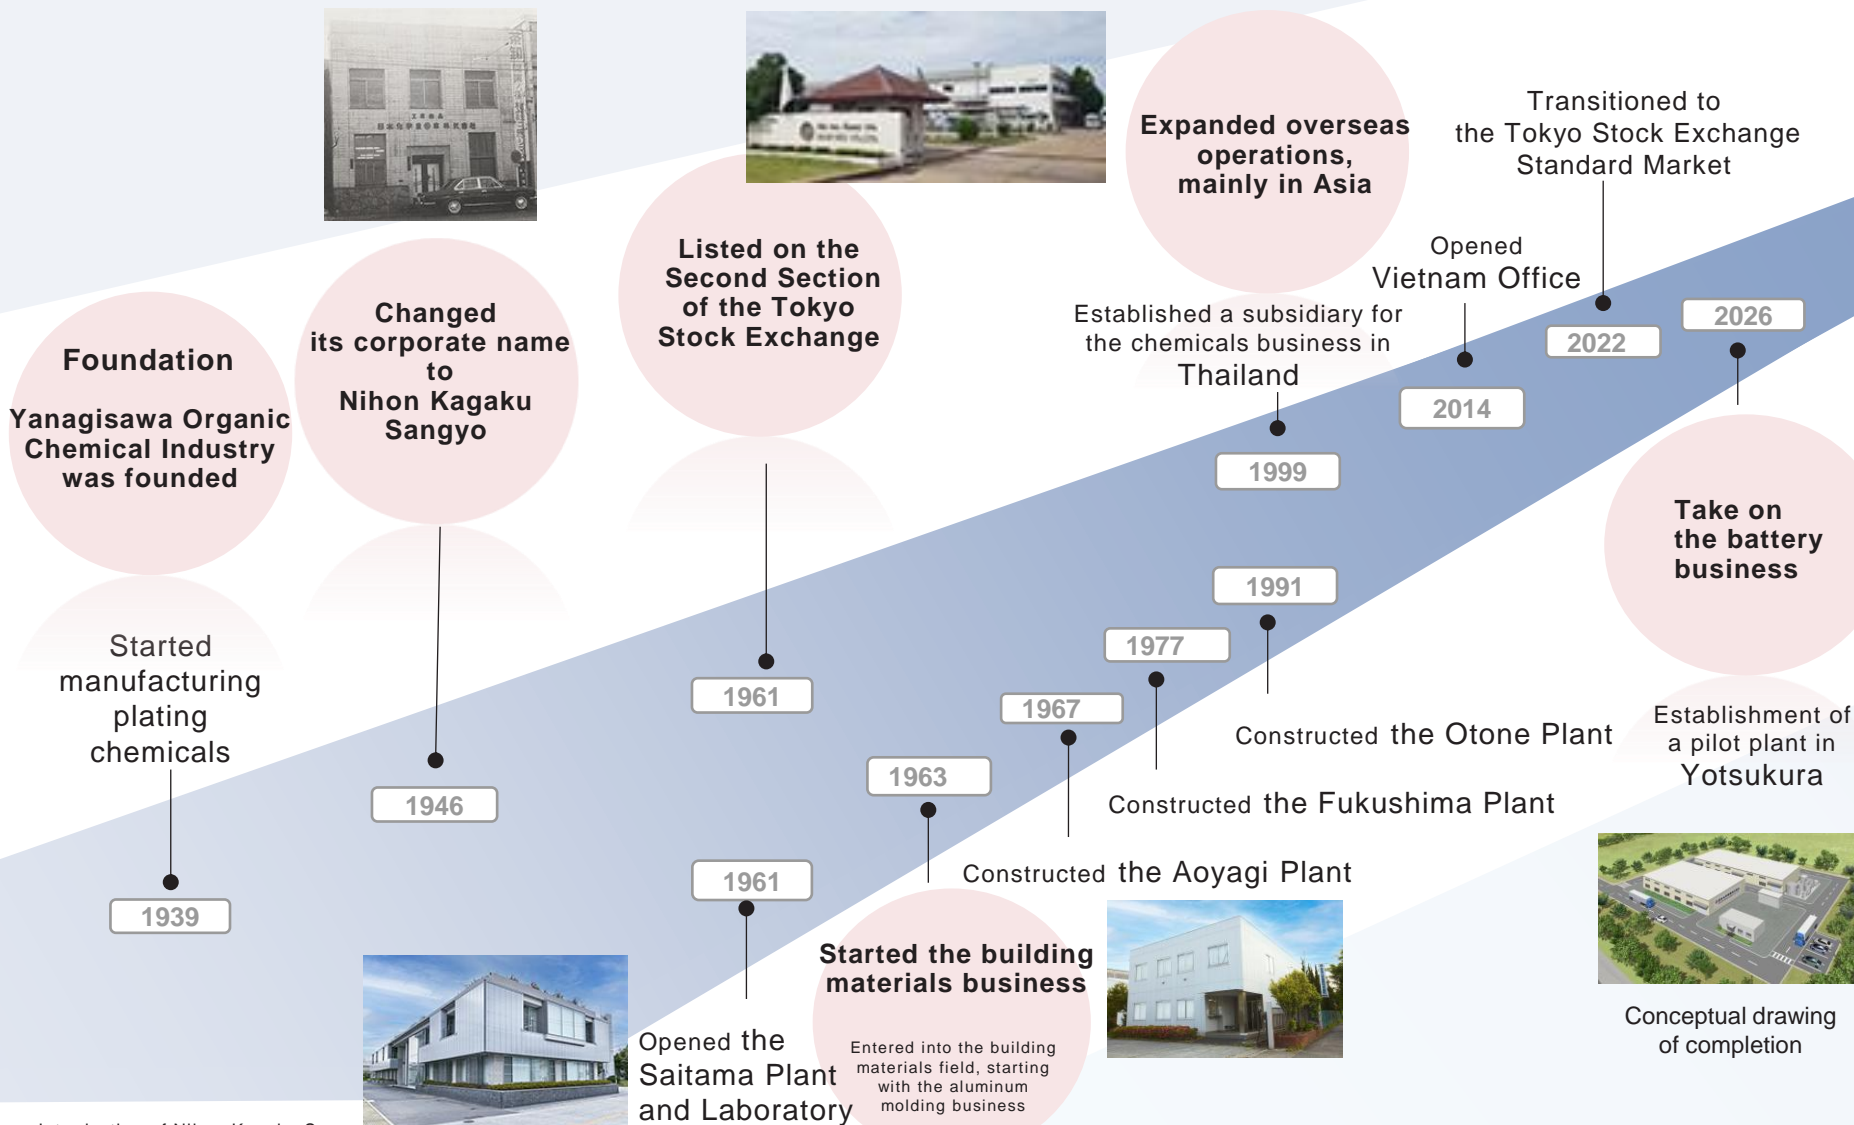 Foundation
Yanagisawa Organic
Chemical Industry
was founded
Started
manufacturing
plating
chemicals
1939
Changed
its corporate name
to
Nihon Kagaku
Sangyo
1946
Listed on the
Second Section
of the Tokyo
Stock Exchange
1961
1961
Opened the
Saitama Plant
and Laboratory
1963
Started the building
materials business
Entered into the building
materials field, starting
with the aluminum
molding business
1967
Constructed the Aoyagi Plant
1977
Constructed the Fukushima Plant
1991
Constructed the Otone Plant
Expanded overseas
operations,
mainly in Asia
Established a subsidiary for
the chemicals business in
Thailand
1999
Opened
Vietnam Office
2014
Transitioned to
the Tokyo Stock Exchange
Standard Market
2022
2026
Take on
the battery
business
Establishment of
a pilot plant in
Yotsukura
Conceptual drawing
of completion